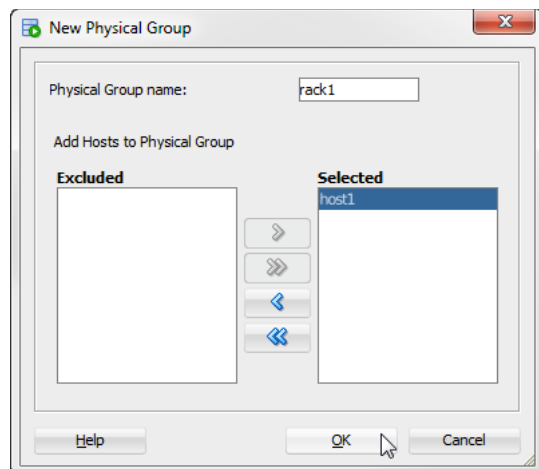 New Physical Group
Physical Group name: rack1
Add Hosts to Physical Group
Excluded Selected
host1
Help OK Cancel